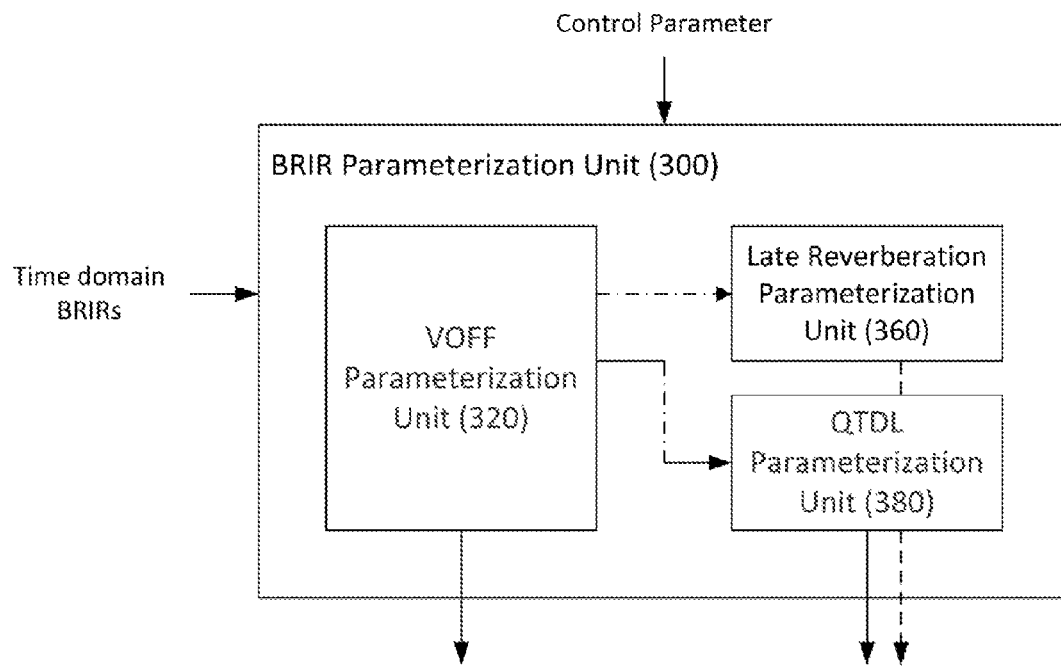 Control Parameter
BRIR Parameterization Unit (300)
Time domain
BRIRs
VOFF
Parameterization
Unit (320)
Late Reverberation
Parameterization
Unit (360)
QTDL
Parameterization
Unit (380)